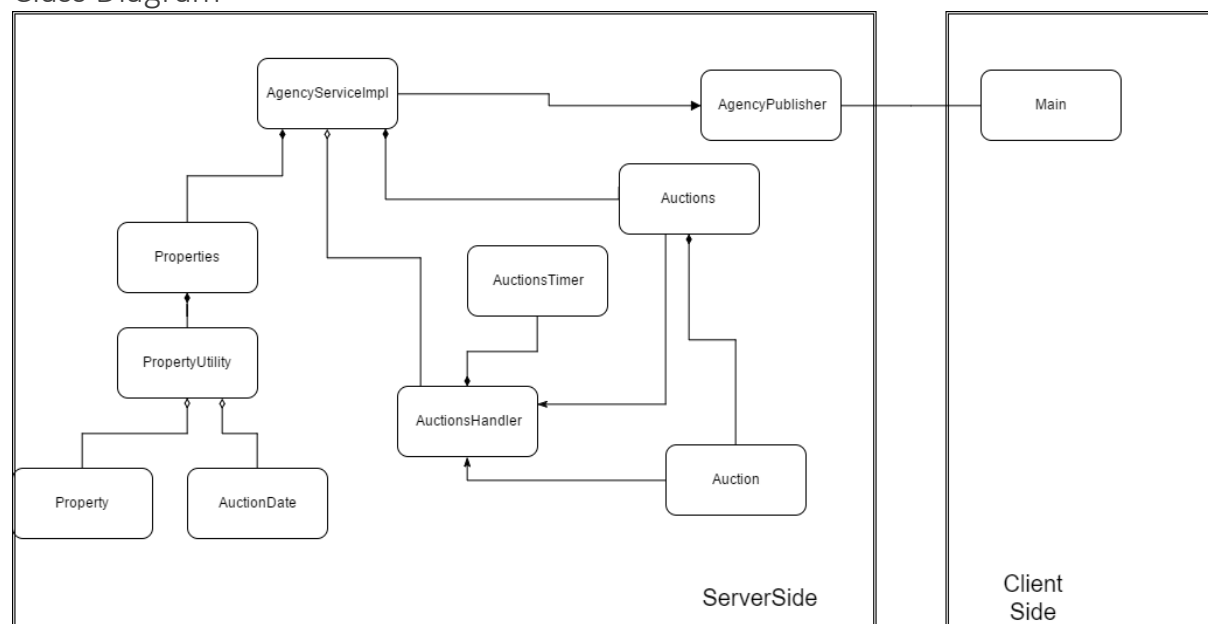 Class Diagram
AgencyServiceImpl
AgencyPublisher
Main
Auctions
Properties
AuctionsTimer
PropertyUtility
AuctionsHandler
Property
AuctionDate
Auction
ServerSide
Client
Side